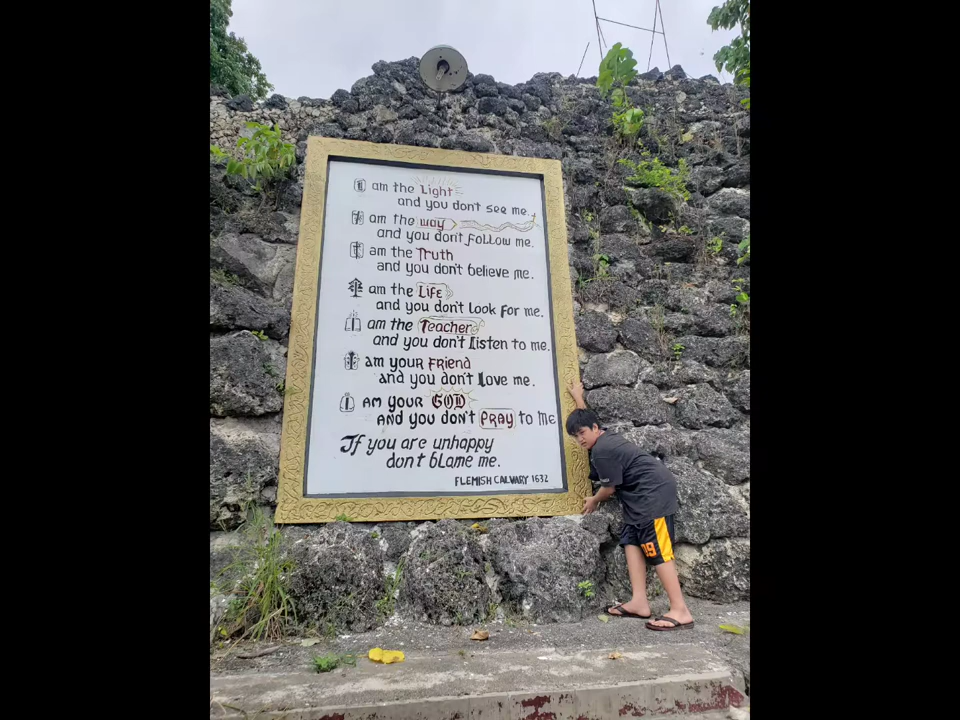 I am the Light
and you don't see me.
I am the way
and you don't follow me.
I am the Truth
and you don't believe me.
I am the LiFE
and you don't Look For me.
I am the Teacher
and you don't Listen to me.
I am youR FRiend
and you don't Love me.
I AM youR GOD
AND you DON'T PRAY to Me
If you are unhappy
don't bLame me.
FLEMISH CALVARY 1632
09